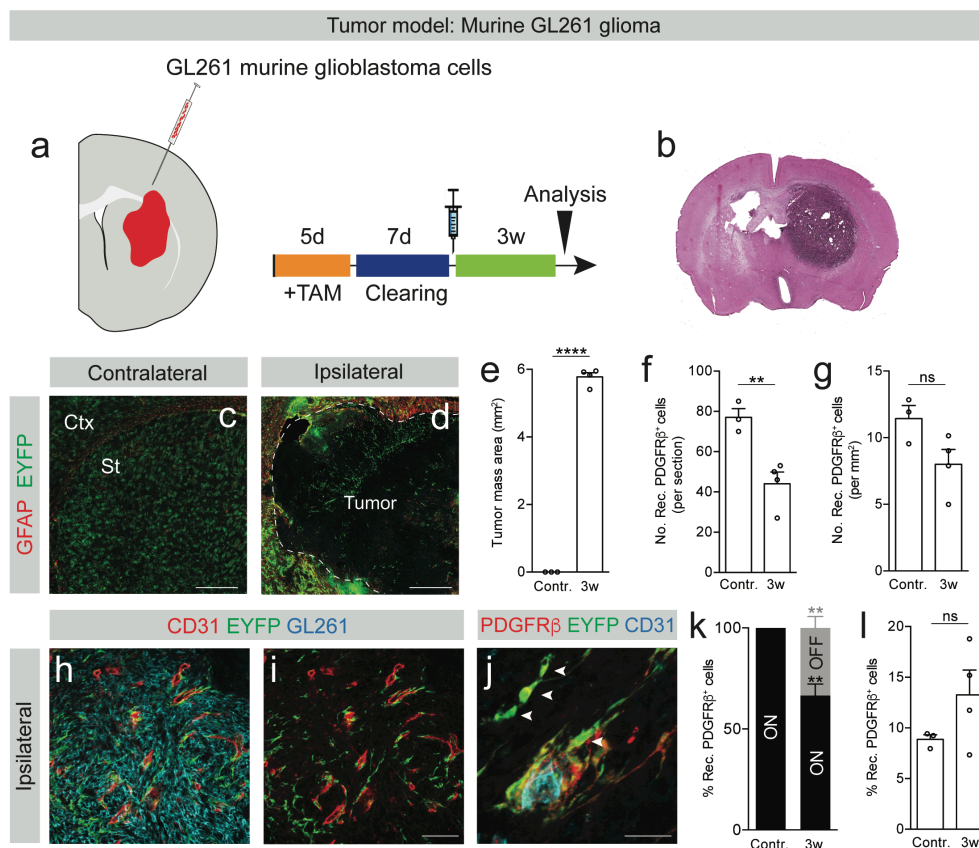 Tumor model: Murine GL261 glioma
GL261 murine glioblastoma cells
a
b
Analysis
5d
7d
3w
+TAM
Clearing
Contralateral
Ipsilateral
GFAP EYFP
Ctx
St
c
d
Tumor
e
****
Tumor mass area (mm²)
6
4
2
0
Contr.
3w
f
**
No. Rec. PDGFRβ⁺ cells
(per section)
100
80
60
40
20
0
Contr.
3w
g
ns
No. Rec. PDGFRβ⁺ cells
(per mm²)
15
10
5
0
Contr.
3w
CD31 EYFP GL261
PDGFRβ EYFP CD31
Ipsilateral
h
i
j
k
**
% Rec. PDGFRβ⁺ cells
100
50
0
ON
OFF
**
ON
Contr.
3w
l
ns
% Rec. PDGFRβ⁺ cells
20
15
10
5
0
Contr.
3w